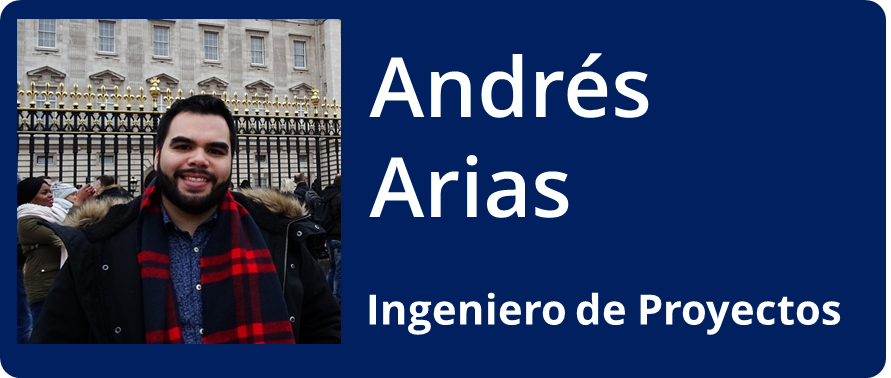 Andrés
Arias
Ingeniero de Proyectos